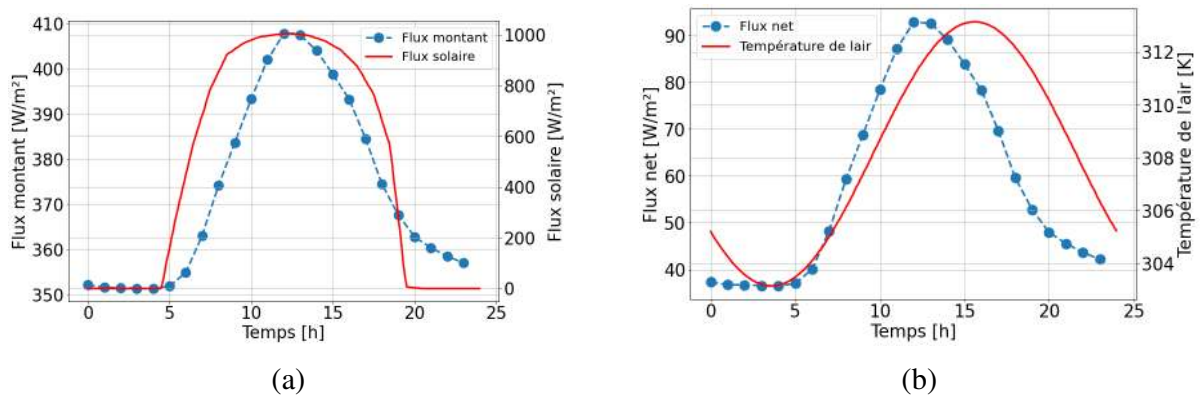 410
400
390
380
370
360
350
Flux montant [W/m²]
Flux montant
Flux solaire
1000
800
600
400
200
0
Flux solaire [W/m²]
0 5 10 15 20 25
Temps [h]
(a)
90
80
70
60
50
40
Flux net [W/m²]
Flux net
Température de lair
312
310
308
306
304
Température de l'air [K]
0 5 10 15 20 25
Temps [h]
(b)